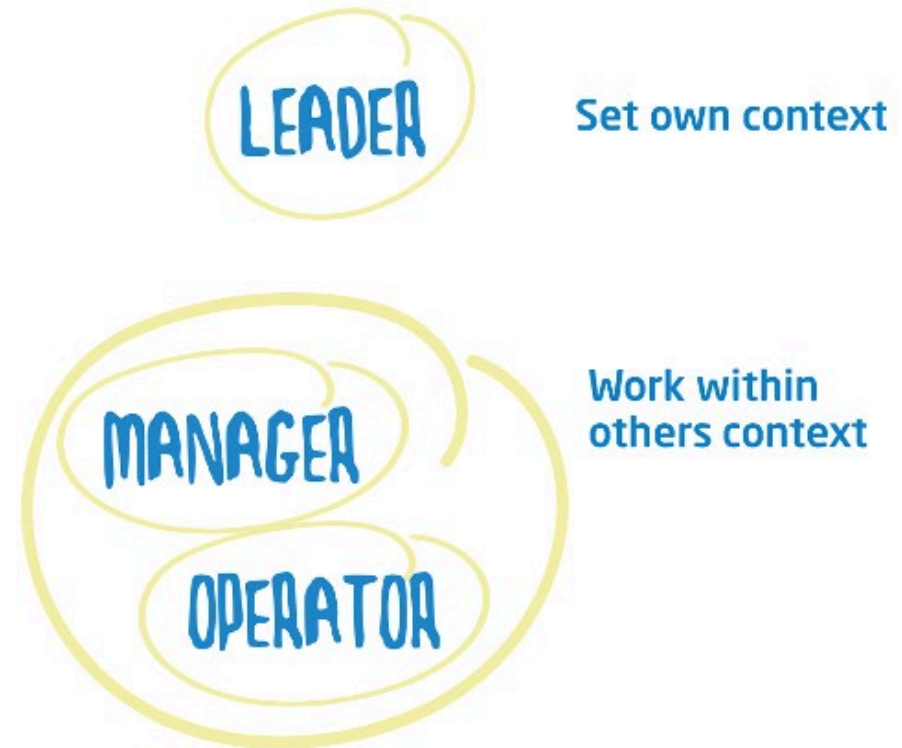 LEADER
Set own context
MANAGER
Work within
others context
OPERATOR